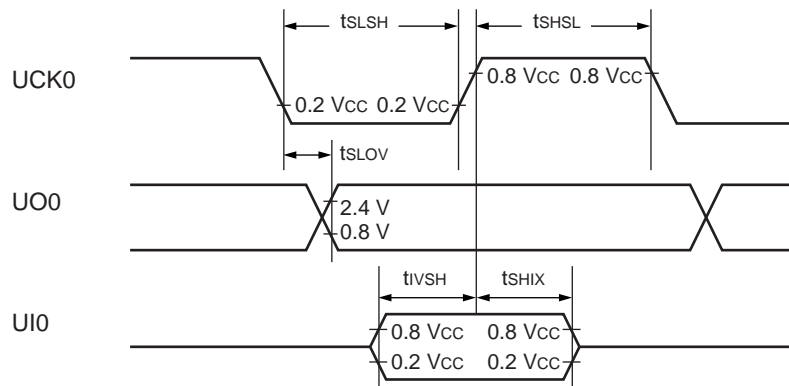 tSLSH tSHSL
UCK0
0.2 VCC 0.2 VCC 0.8 VCC 0.8 VCC
tSLOV
UO0
2.4 V
0.8 V
tIVSH tSHIX
UI0
0.8 VCC 0.8 VCC
0.2 VCC 0.2 VCC